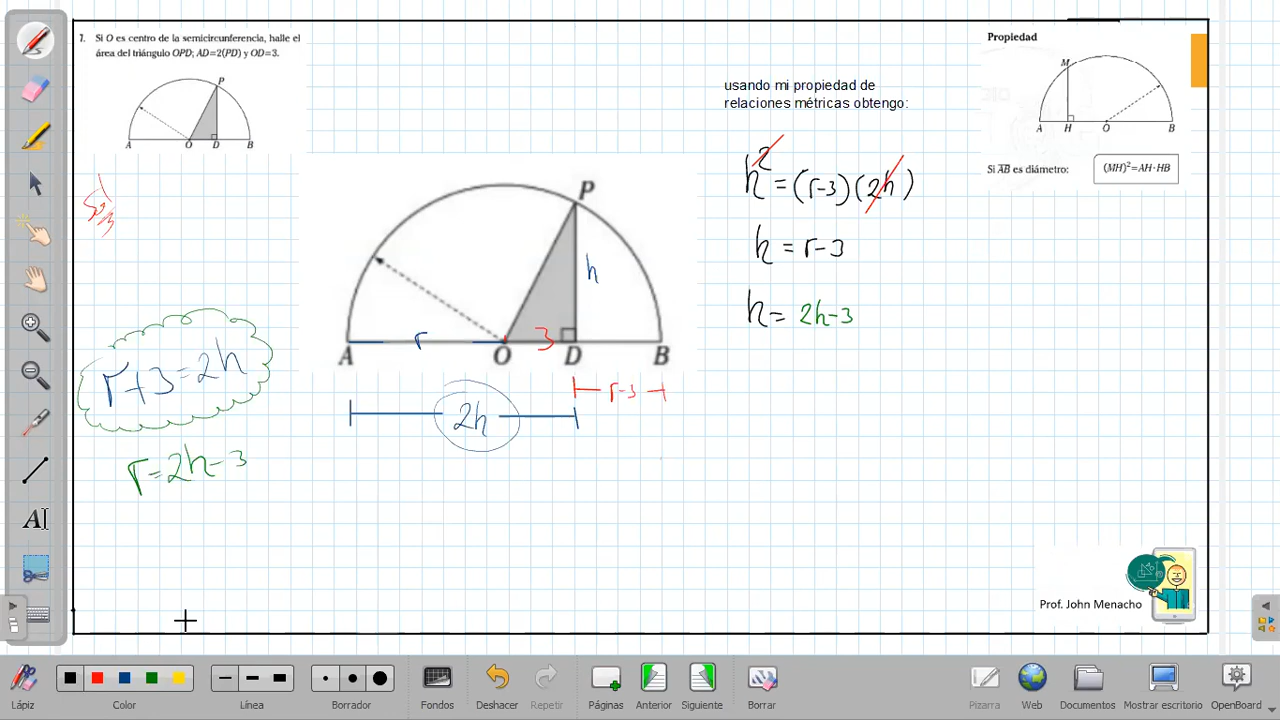 7. Si O es centro de la semicircunferencia, halle el
área del triángulo OPD; AD=2(PD) y OD=3.
P
A O D B
usando mi propiedad de
relaciones métricas obtengo:
h² = (r-3)(2h)
h = r-3
h = 2h-3
Propiedad
M
A H O B
Si AB es diámetro: (MH)²=AH·HB
Sol
P
h
r 3
A O D B
r-3
2h
r+3=2h
r=2h-3
Prof. John Menacho
Lápiz Color Línea Borrador Fondos Deshacer Repetir Páginas Anterior Siguiente Borrar Pizarra Web Documentos Mostrar escritorio OpenBoard